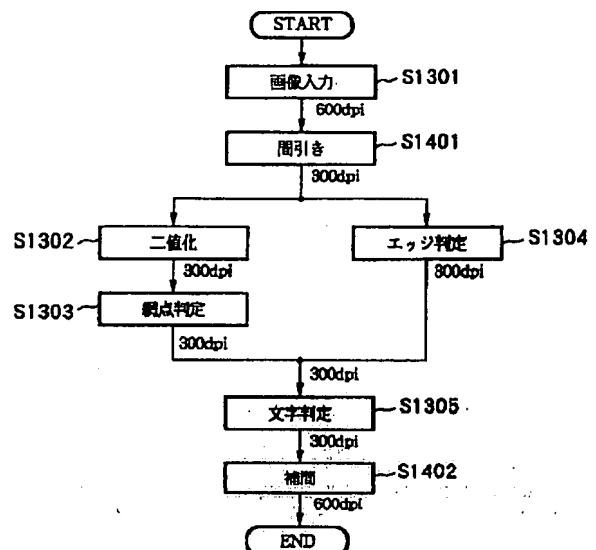 START
画像入力
S1301
600dpi
間引き
S1401
300dpi
S1302
二値化
エッジ判定
S1304
300dpi
300dpi
S1303
網点判定
300dpi
300dpi
文字判定
S1305
300dpi
補間
S1402
600dpi
END